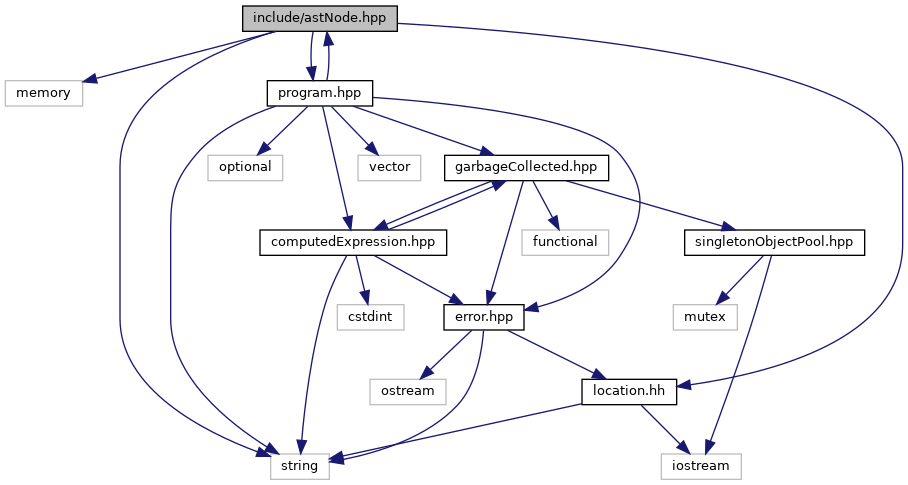 include/astNode.hpp
memory
program.hpp
optional
vector
garbageCollected.hpp
computedExpression.hpp
functional
singletonObjectPool.hpp
cstdint
error.hpp
mutex
ostream
location.hh
string
iostream